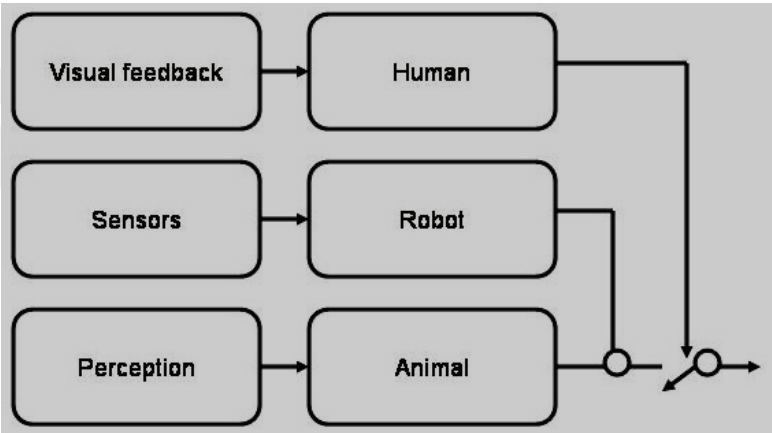 Visual feedback
Human
Sensors
Robot
Perception
Animal